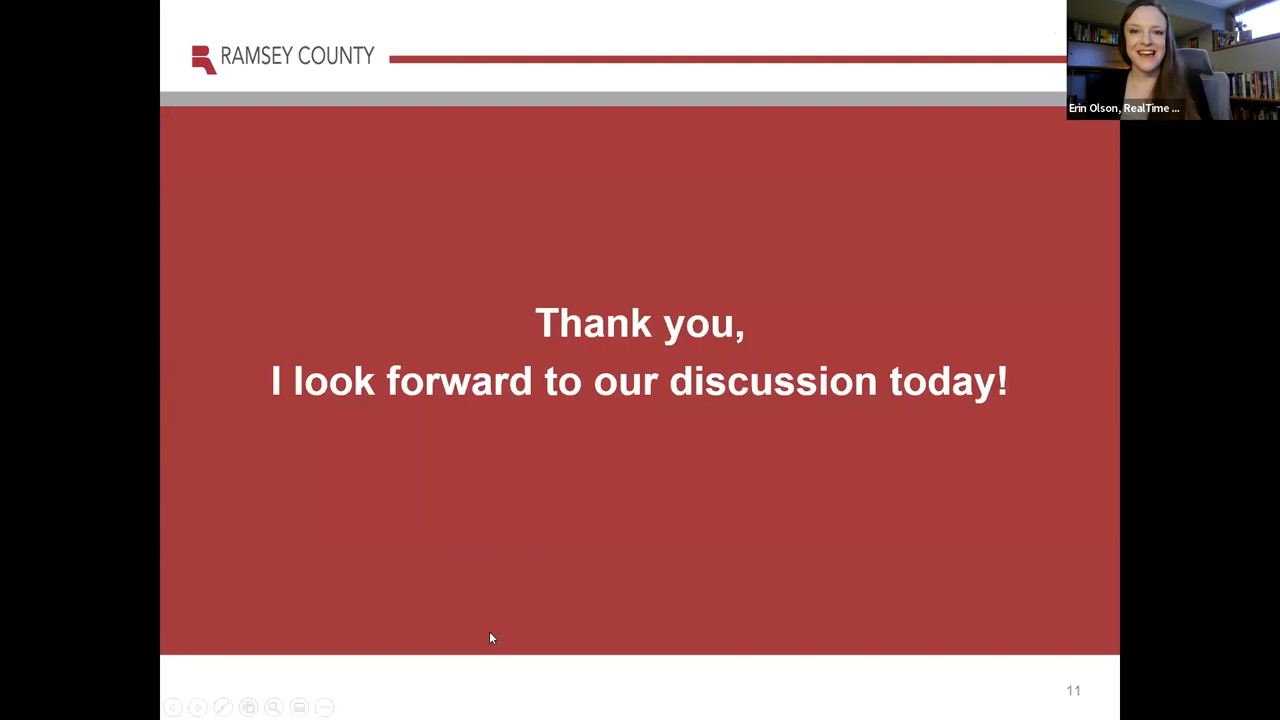 RAMSEY COUNTY
Erin Olson, RealTime ...
Thank you,
I look forward to our discussion today!
11